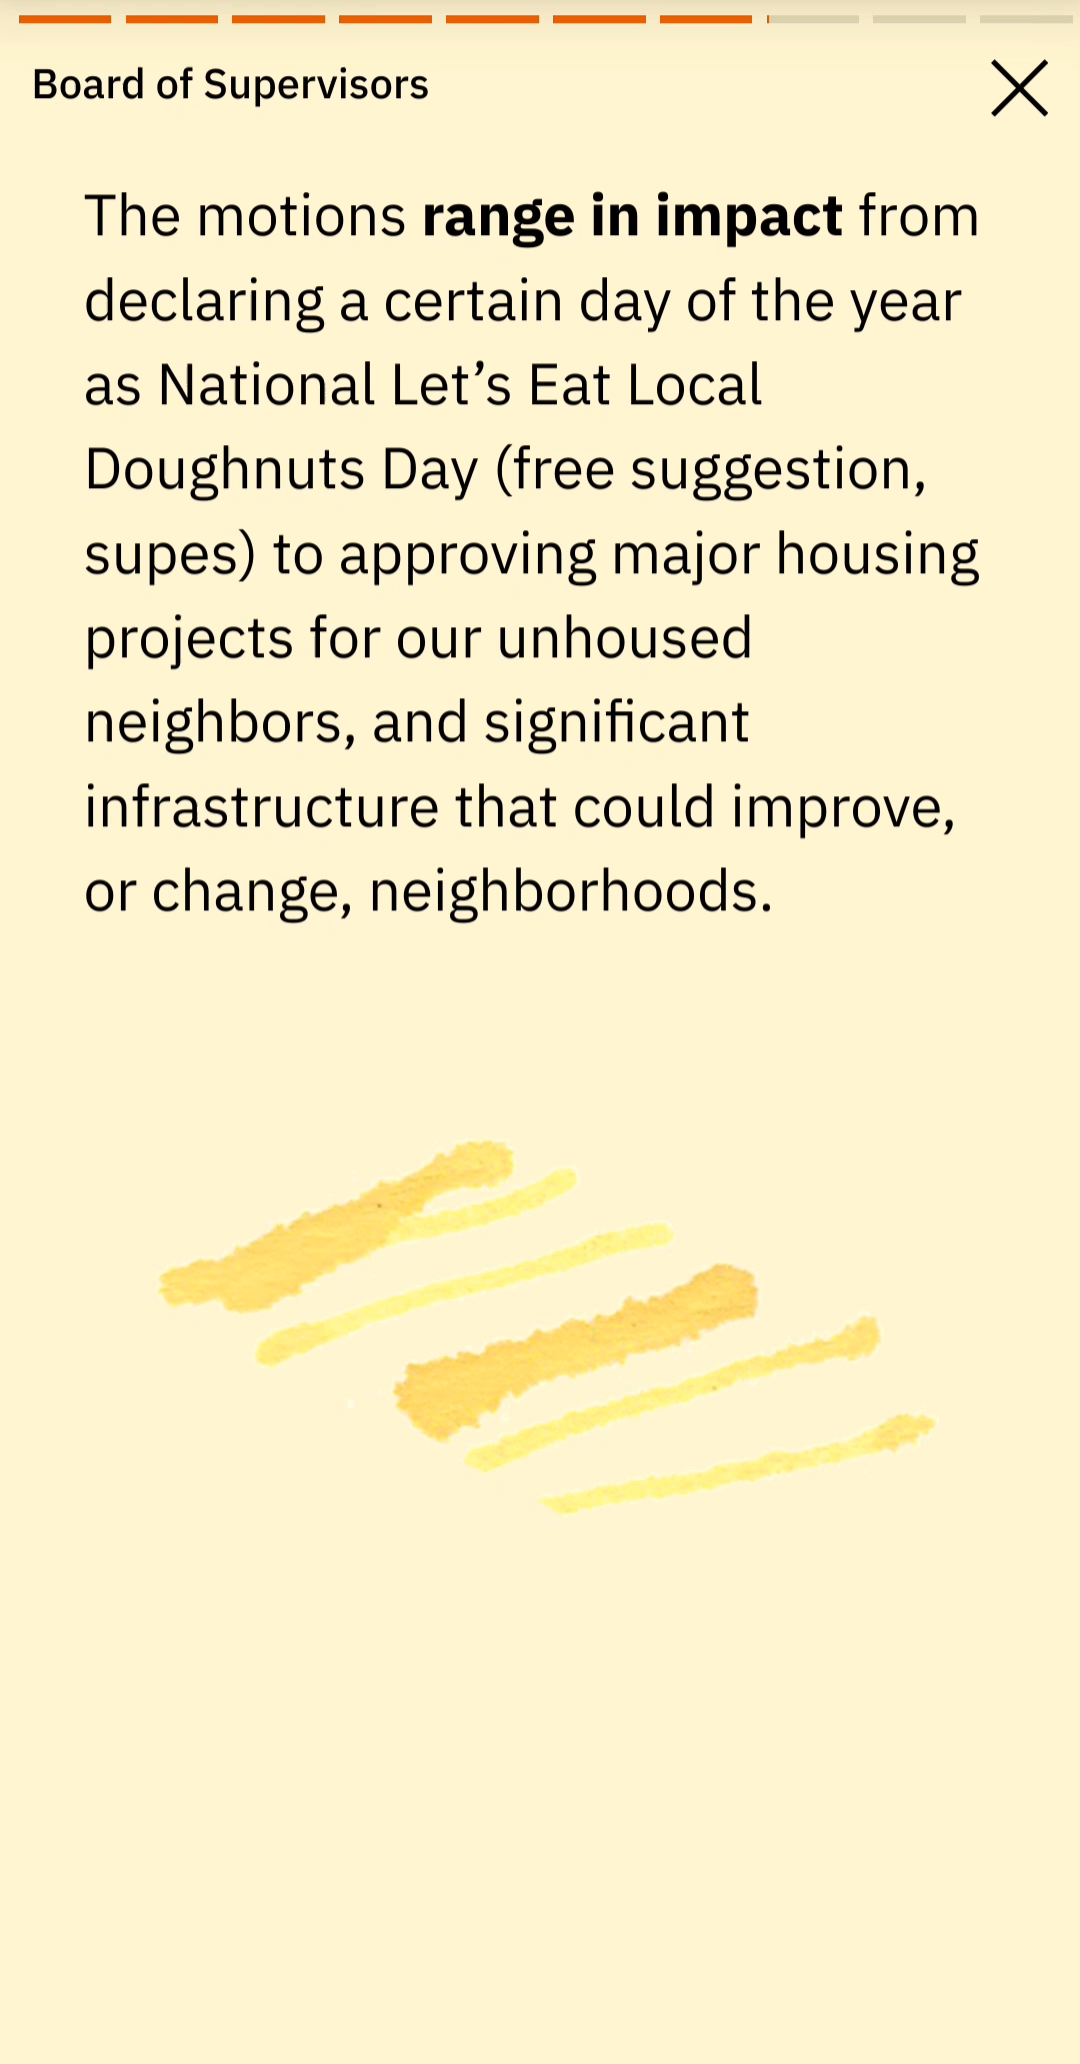 Board of Supervisors
The motions range in impact from
declaring a certain day of the year
as National Let’s Eat Local
Doughnuts Day (free suggestion,
supes) to approving major housing
projects for our unhoused
neighbors, and significant
infrastructure that could improve,
or change, neighborhoods.